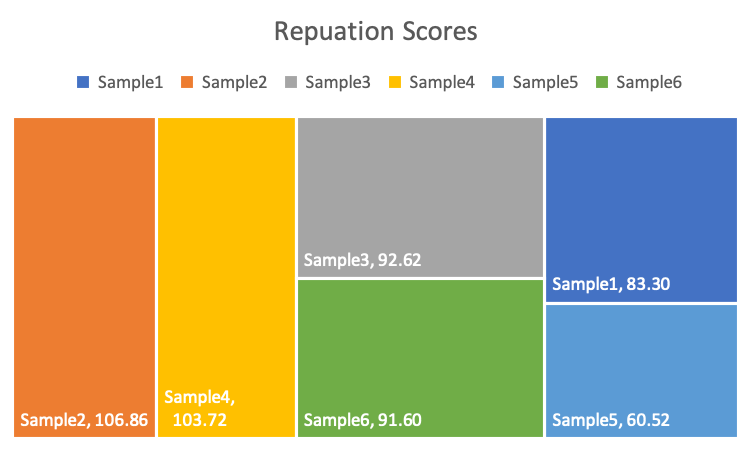 Repuation Scores
Sample1 Sample2 Sample3 Sample4 Sample5 Sample6
Sample2, 106.86
Sample4,
103.72
Sample3, 92.62
Sample6, 91.60
Sample1, 83.30
Sample5, 60.52